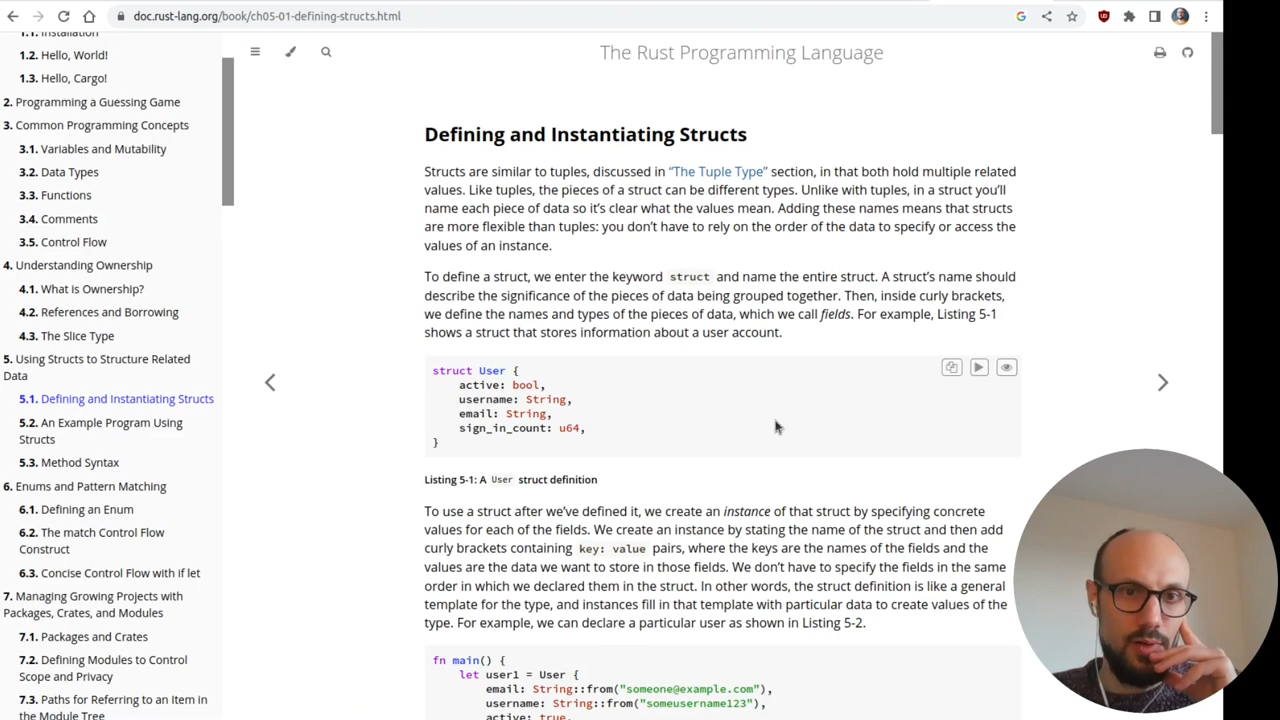 doc.rust-lang.org/book/ch05-01-defining-structs.html
1.1. Installation
1.2. Hello, World!
1.3. Hello, Cargo!
2. Programming a Guessing Game
3. Common Programming Concepts
3.1. Variables and Mutability
3.2. Data Types
3.3. Functions
3.4. Comments
3.5. Control Flow
4. Understanding Ownership
4.1. What is Ownership?
4.2. References and Borrowing
4.3. The Slice Type
5. Using Structs to Structure Related
Data
5.1. Defining and Instantiating Structs
5.2. An Example Program Using
Structs
5.3. Method Syntax
6. Enums and Pattern Matching
6.1. Defining an Enum
6.2. The match Control Flow
Construct
6.3. Concise Control Flow with if let
7. Managing Growing Projects with
Packages, Crates, and Modules
7.1. Packages and Crates
7.2. Defining Modules to Control
Scope and Privacy
7.3. Paths for Referring to an Item in
the Module Tree
The Rust Programming Language
Defining and Instantiating Structs
Structs are similar to tuples, discussed in “The Tuple Type” section, in that both hold multiple related
values. Like tuples, the pieces of a struct can be different types. Unlike with tuples, in a struct you’ll
name each piece of data so it’s clear what the values mean. Adding these names means that structs
are more flexible than tuples: you don’t have to rely on the order of the data to specify or access the
values of an instance.
To define a struct, we enter the keyword struct and name the entire struct. A struct’s name should
describe the significance of the pieces of data being grouped together. Then, inside curly brackets,
we define the names and types of the pieces of data, which we call fields. For example, Listing 5-1
shows a struct that stores information about a user account.
struct User {
    active: bool,
    username: String,
    email: String,
    sign_in_count: u64,
}
Listing 5-1: A User struct definition
To use a struct after we’ve defined it, we create an instance of that struct by specifying concrete
values for each of the fields. We create an instance by stating the name of the struct and then add
curly brackets containing key: value pairs, where the keys are the names of the fields and the
values are the data we want to store in those fields. We don’t have to specify the fields in the same
order in which we declared them in the struct. In other words, the struct definition is like a general
template for the type, and instances fill in that template with particular data to create values of the
type. For example, we can declare a particular user as shown in Listing 5-2.
fn main() {
    let user1 = User {
        email: String::from("someone@example.com"),
        username: String::from("someusername123"),
        active: true,